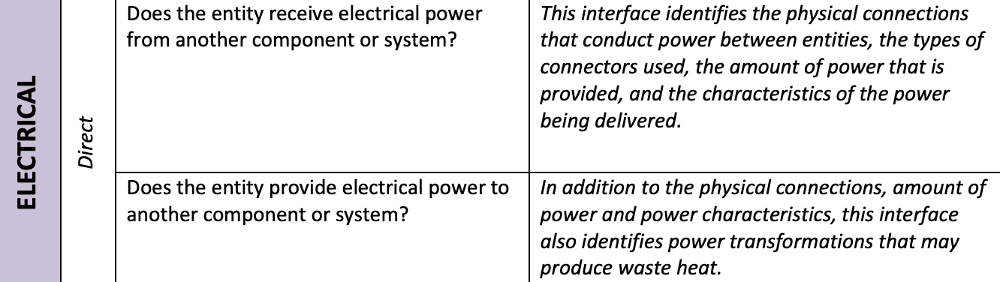 ELECTRICAL
Direct
Does the entity receive electrical power
from another component or system?
This interface identifies the physical connections
that conduct power between entities, the types of
connectors used, the amount of power that is
provided, and the characteristics of the power
being delivered.
Does the entity provide electrical power to
another component or system?
In addition to the physical connections, amount of
power and power characteristics, this interface
also identifies power transformations that may
produce waste heat.